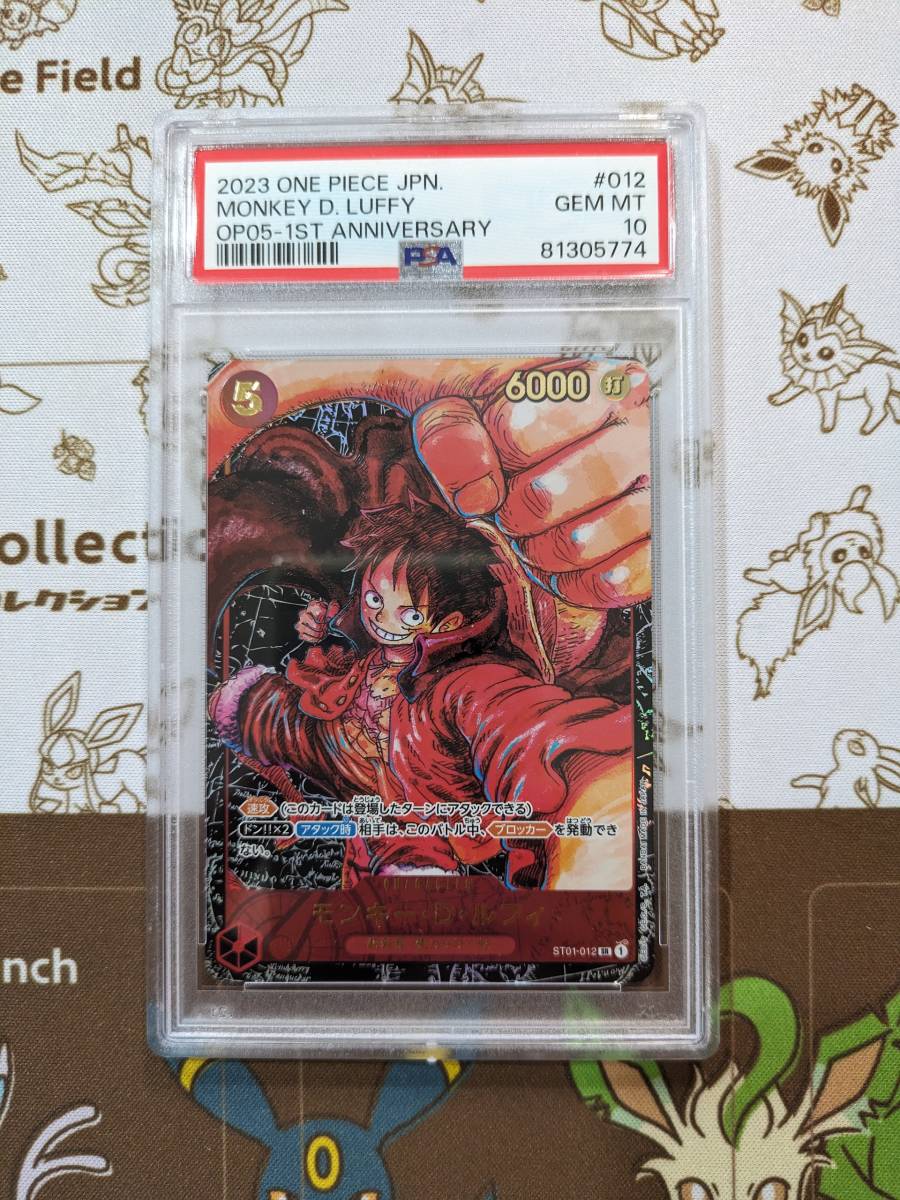 e Field
2023 ONE PIECE JPN. #012
MONKEY D. LUFFY GEM MT
OP05-1ST ANNIVERSARY 10
PSA 81305774
5 6000 打
ollect
レクション
速攻 (このカードは登場したターンにアタックできる)
ドン!!×2 アタック時 相手は、このバトル中、ブロッカー を発動でき
ない。
モンキー・D・ルフィ
ST01-012 SR 1
nch